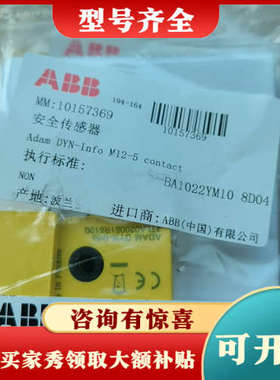 型号齐全
ABB
194-164
MM:10157369
10157369
安全传感器
Adam DYN-Info M12-5 contact
执行标准:
BA1022YM10 8D04
NON
产地:波兰
进口商:ABB(中国)有限公司
ABB
ADAM DYN-Info
咨询有惊喜
买家秀领取大额补贴
可开